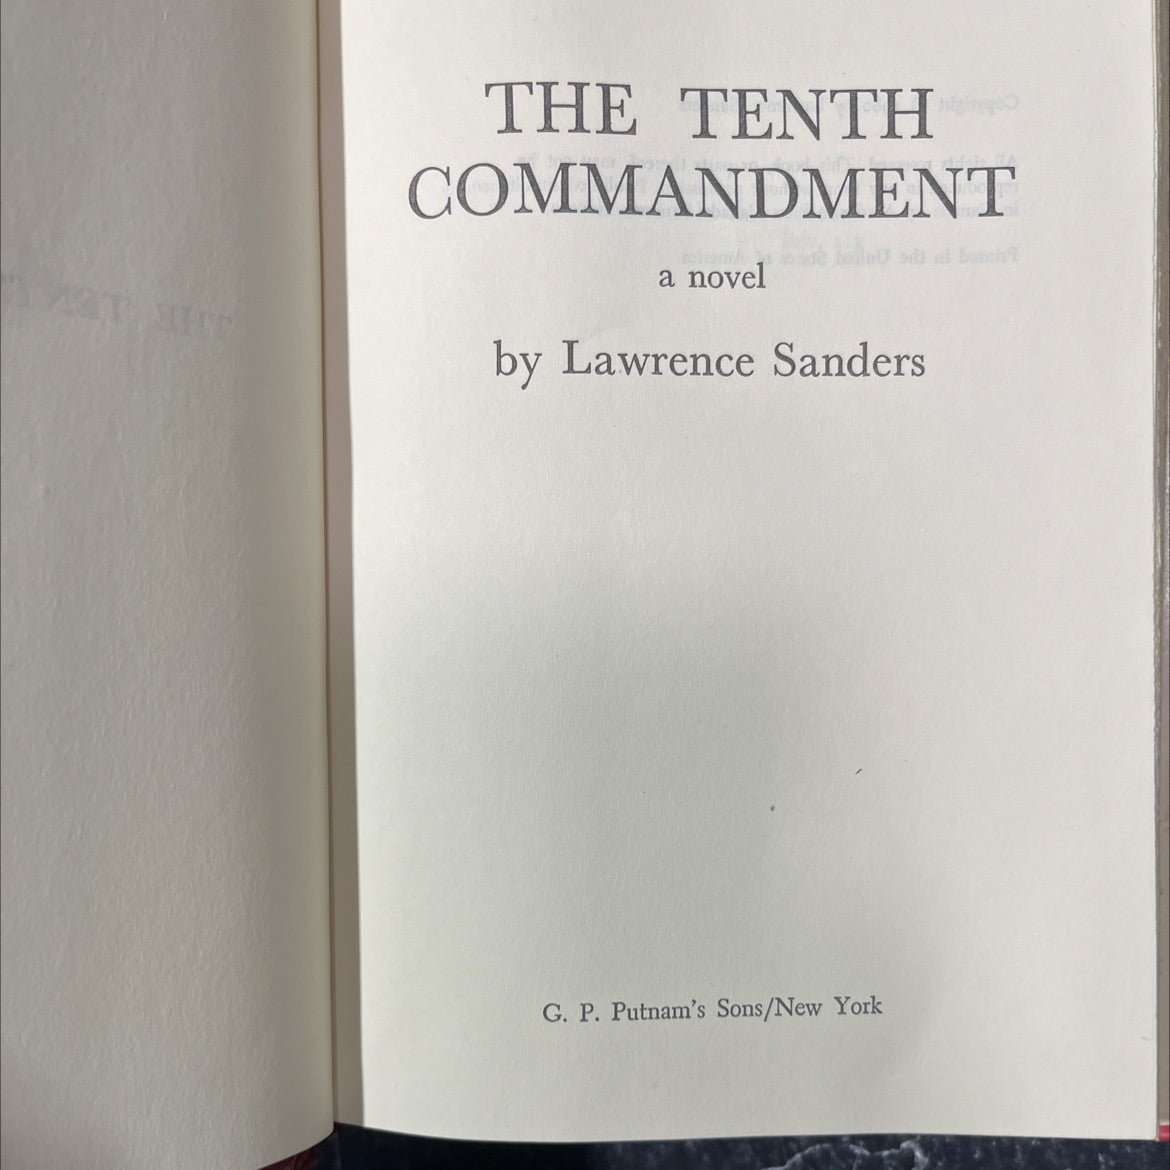 THE TENTH
COMMANDMENT
a novel
by Lawrence Sanders
G. P. Putnam's Sons/New York